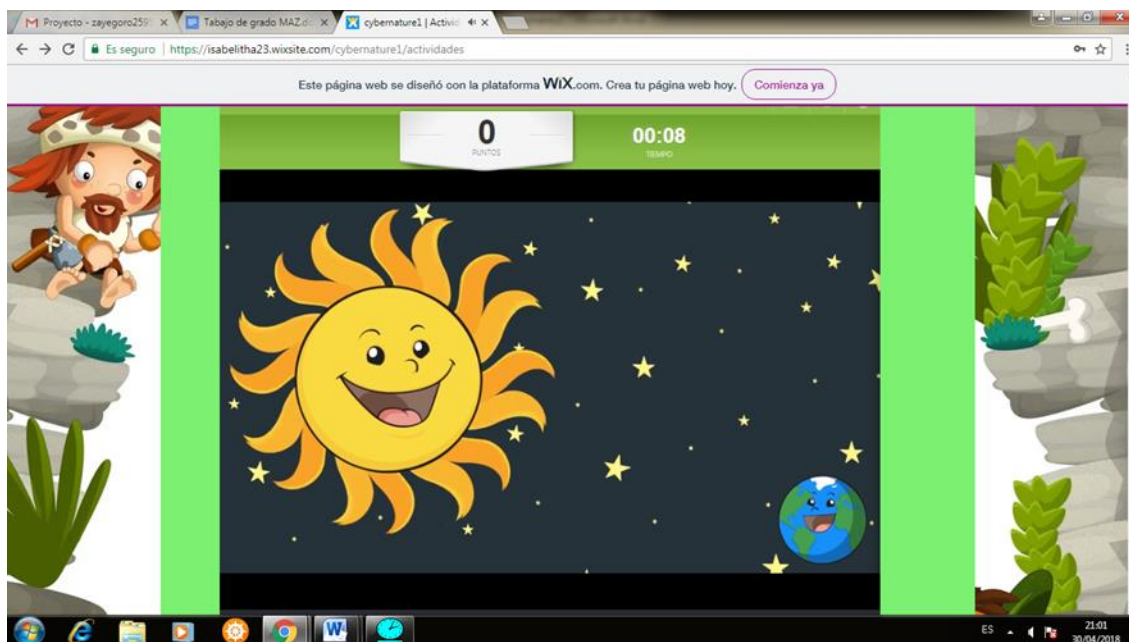 Proyecto - zayegoro259
Tabajo de grado MAZ.do
cybernature1 | Activid
Es seguro
https://isabelitha23.wixsite.com/cybernature1/actividades
Este página web se diseñó con la plataforma WiX.com. Crea tu página web hoy.
Comienza ya
0
PUNTOS
00:08
TIEMPO
W
ES
21:01
30/04/2018